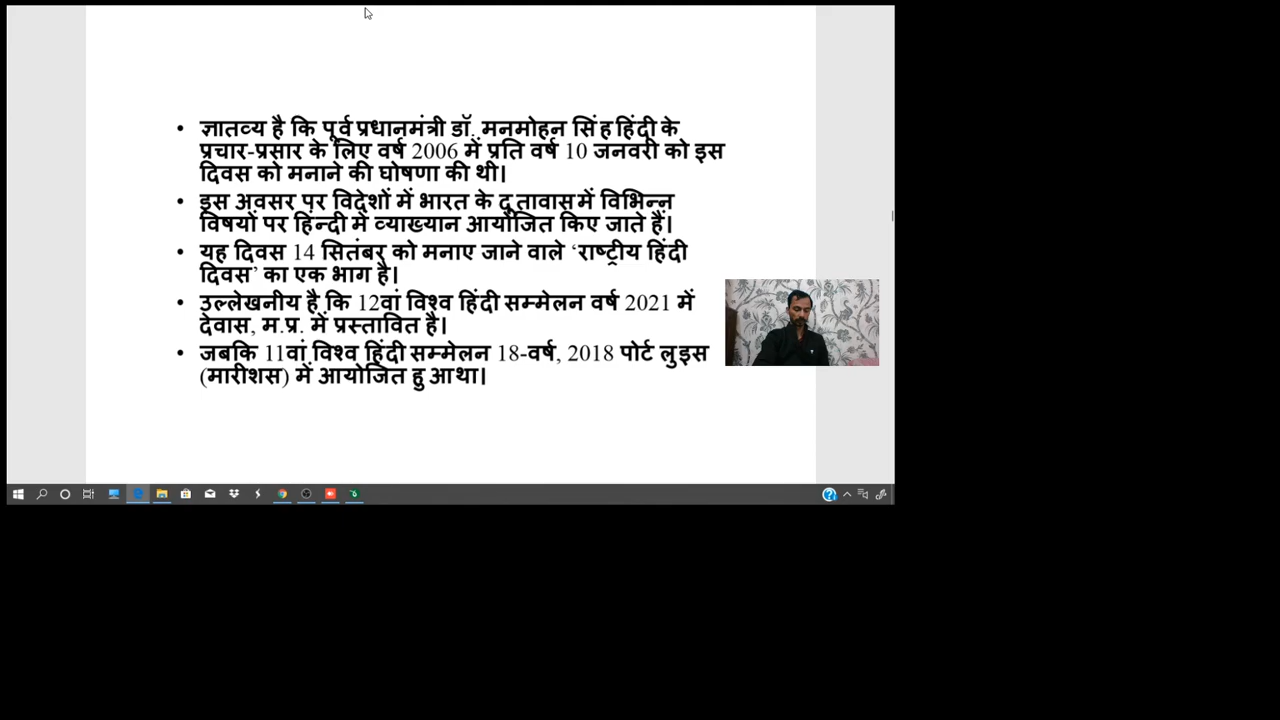 • ज्ञातव्य है कि पूर्व प्रधानमंत्री डॉ. मनमोहन सिंह हिंदी के
प्रचार-प्रसार के लिए वर्ष 2006 में प्रति वर्ष 10 जनवरी को इस
दिवस को मनाने की घोषणा की थी।
• इस अवसर पर विदेशों में भारत के दूतावास में विभिन्न
विषयों पर हिन्दी में व्याख्यान आयोजित किए जाते हैं।
• यह दिवस 14 सितंबर को मनाए जाने वाले ‘राष्ट्रीय हिंदी
दिवस’ का एक भाग है।
• उल्लेखनीय है कि 12वां विश्व हिंदी सम्मेलन वर्ष 2021 में
देवास, म.प्र. में प्रस्तावित है।
• जबकि 11वां विश्व हिंदी सम्मेलन 18-वर्ष, 2018 पोर्ट लुइस
(मारीशस) में आयोजित हुआ था।